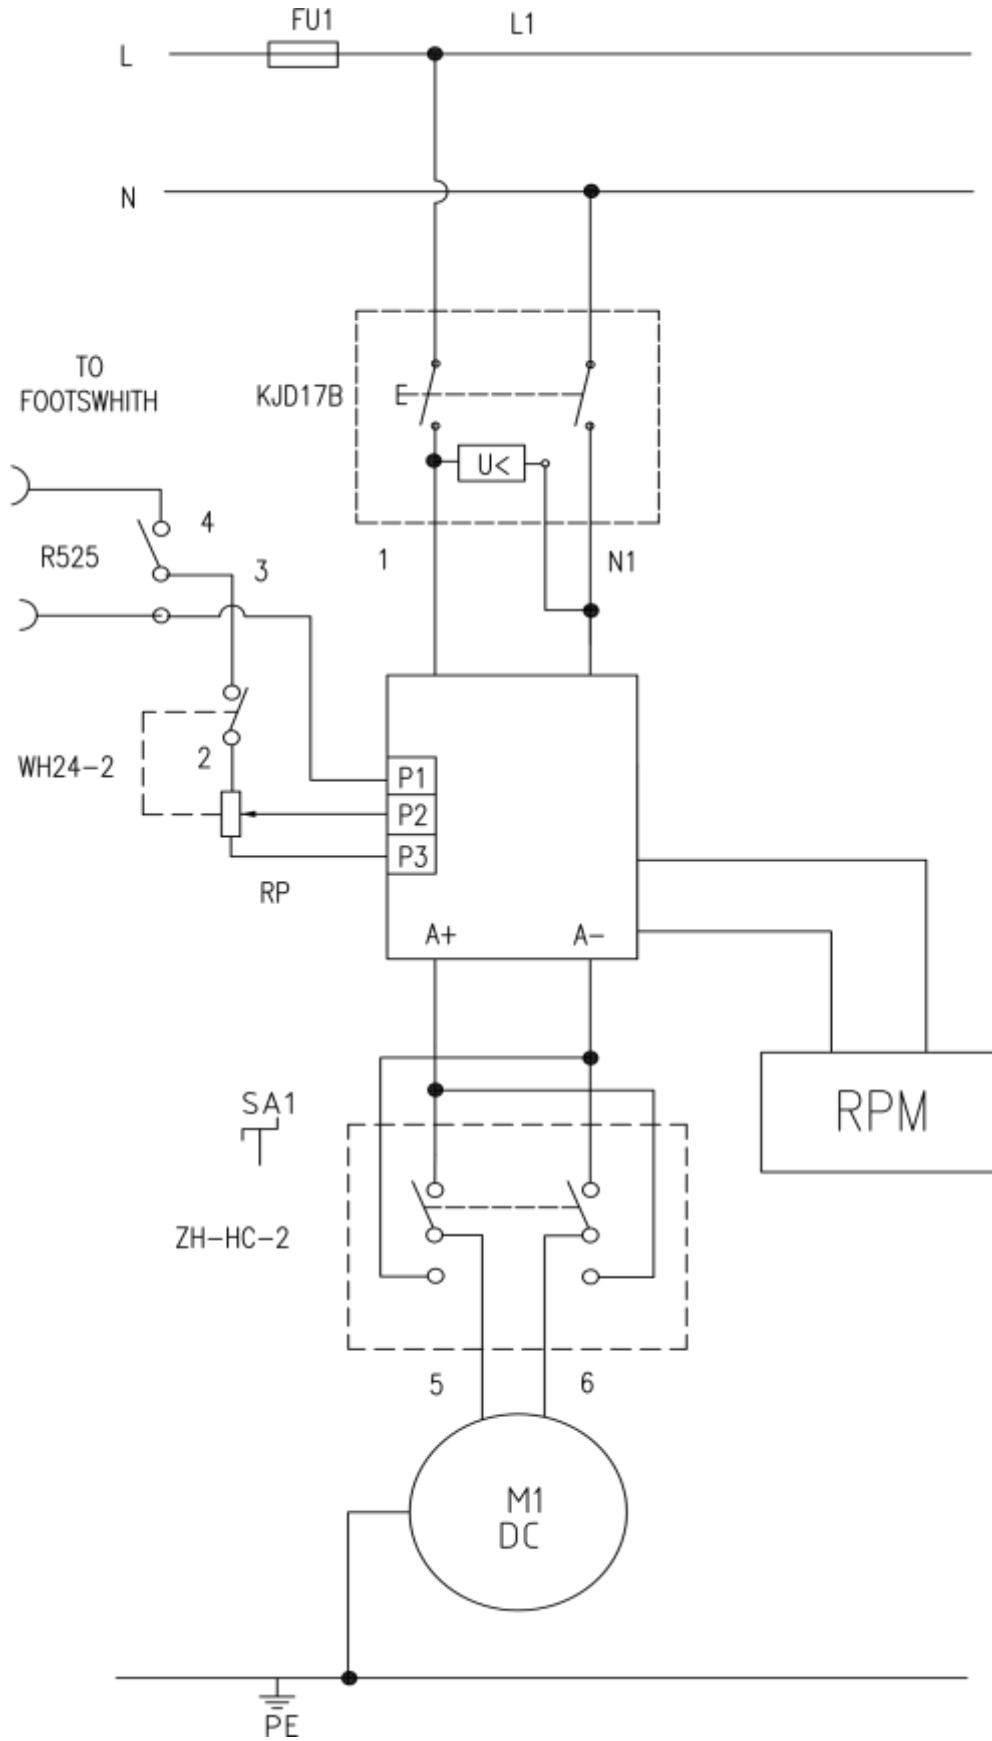 FU1
L1
L
N
TO
FOOTSWHITH
KJD17B
E
U<
4
R525
3
1
N1
2
WH24-2
P1
P2
P3
RP
A+
A-
RPM
SA1
ZH-HC-2
5
6
M1
DC
PE